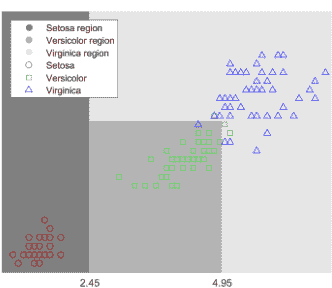 Setosa region
Versicolor region
Virginica region
Setosa
Versicolor
Virginica
2.45
4.95